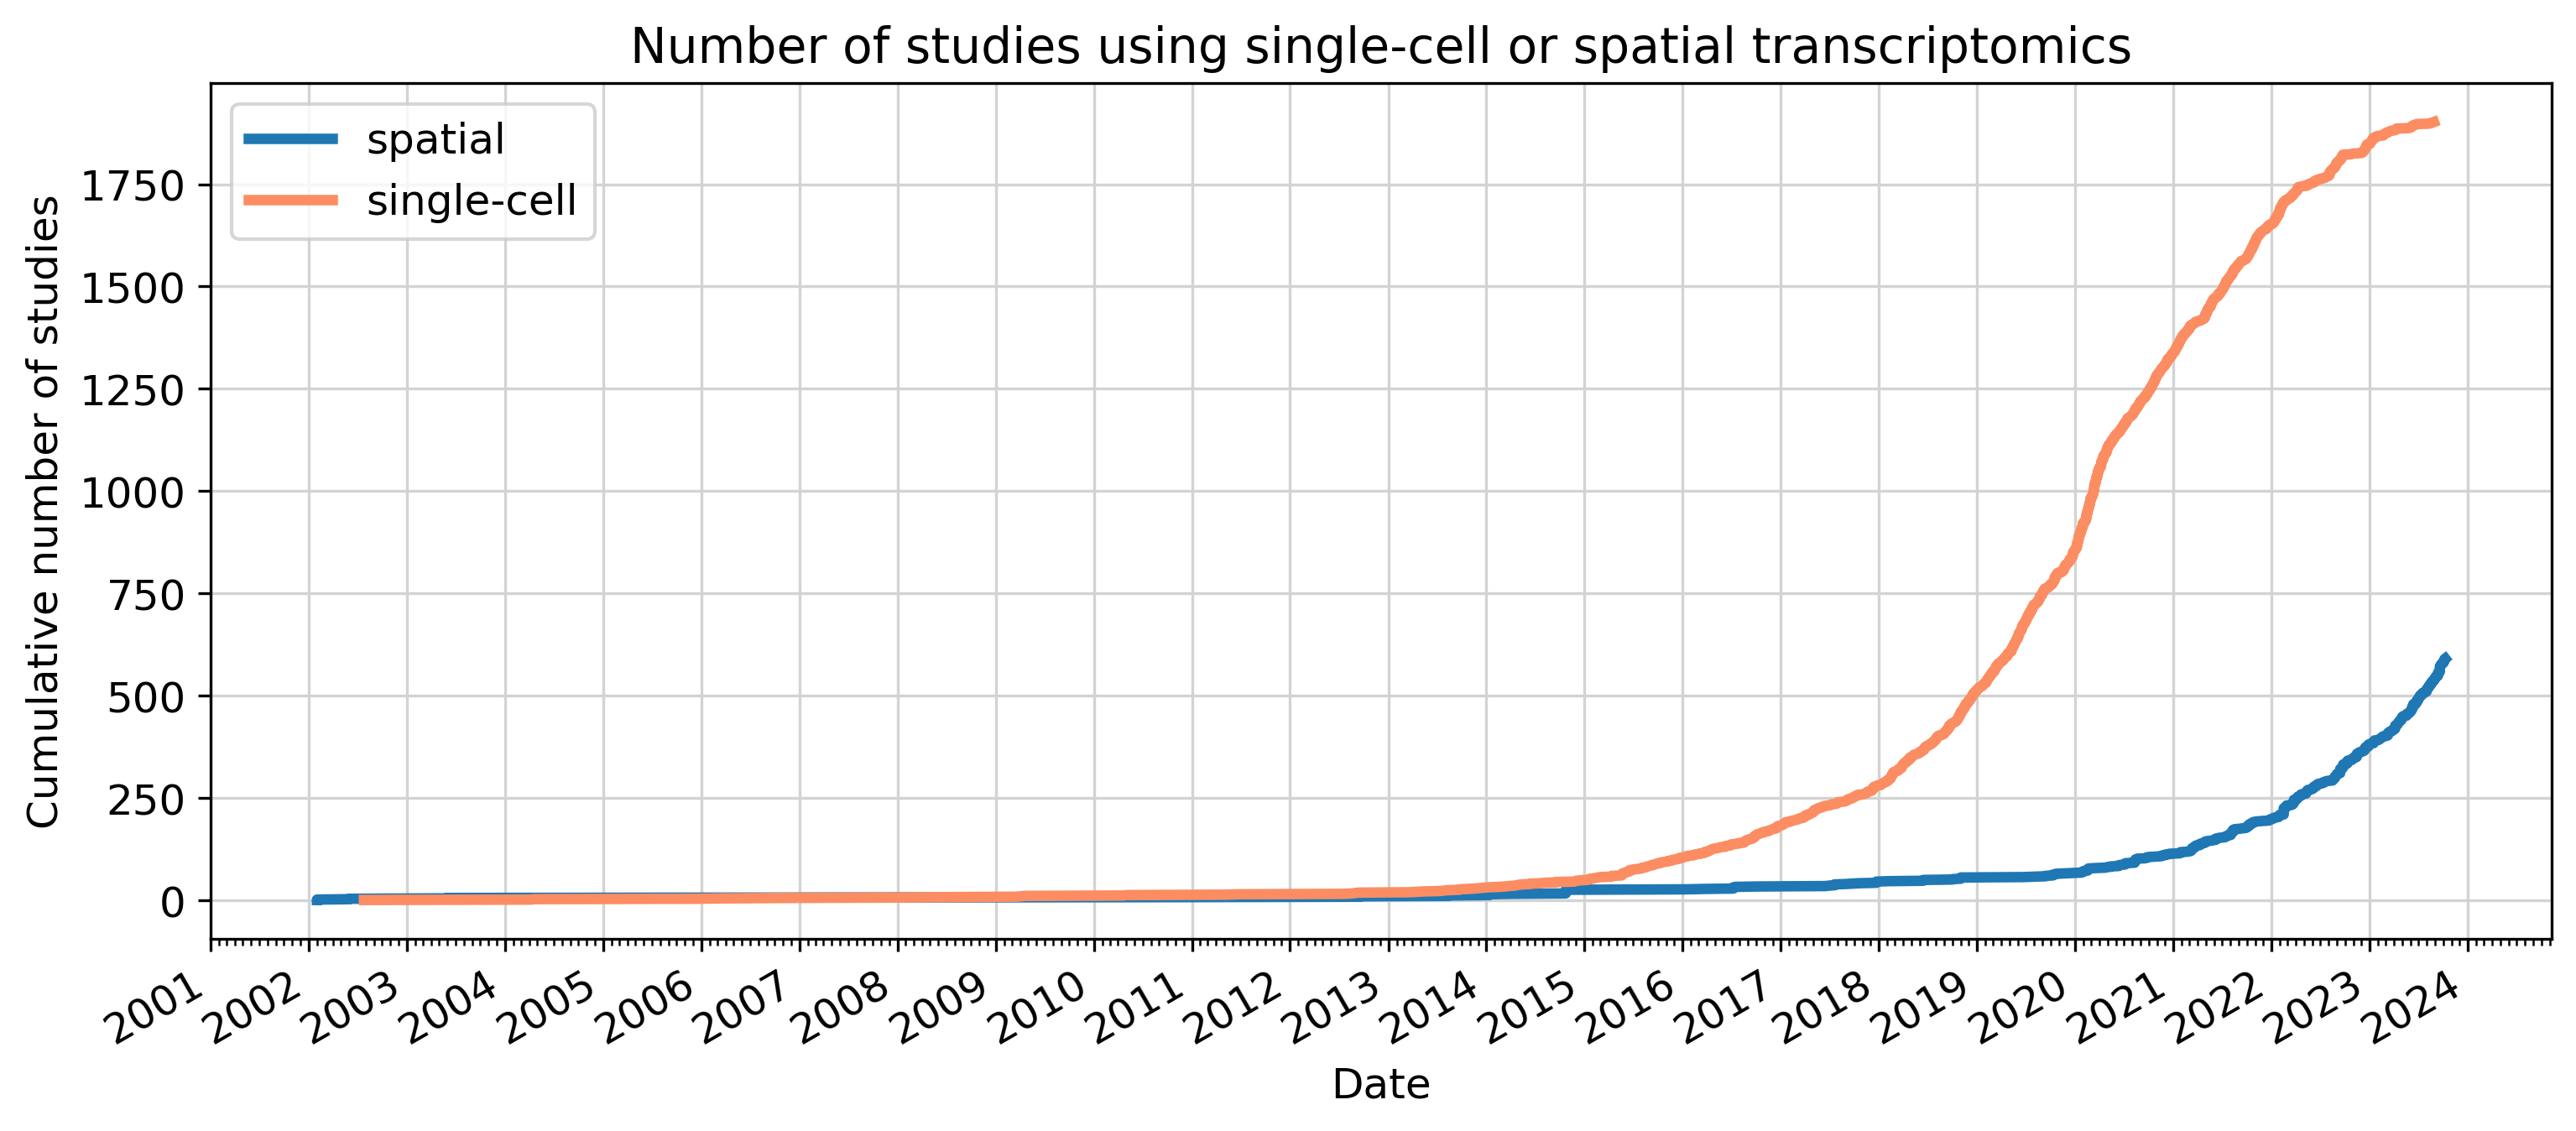 Number of studies using single-cell or spatial transcriptomics
spatial
single-cell
Cumulative number of studies
1750
1500
1250
1000
750
500
250
0
2001 2002 2003 2004 2005 2006 2007 2008 2009 2010 2011 2012 2013 2014 2015 2016 2017 2018 2019 2020 2021 2022 2023 2024
Date